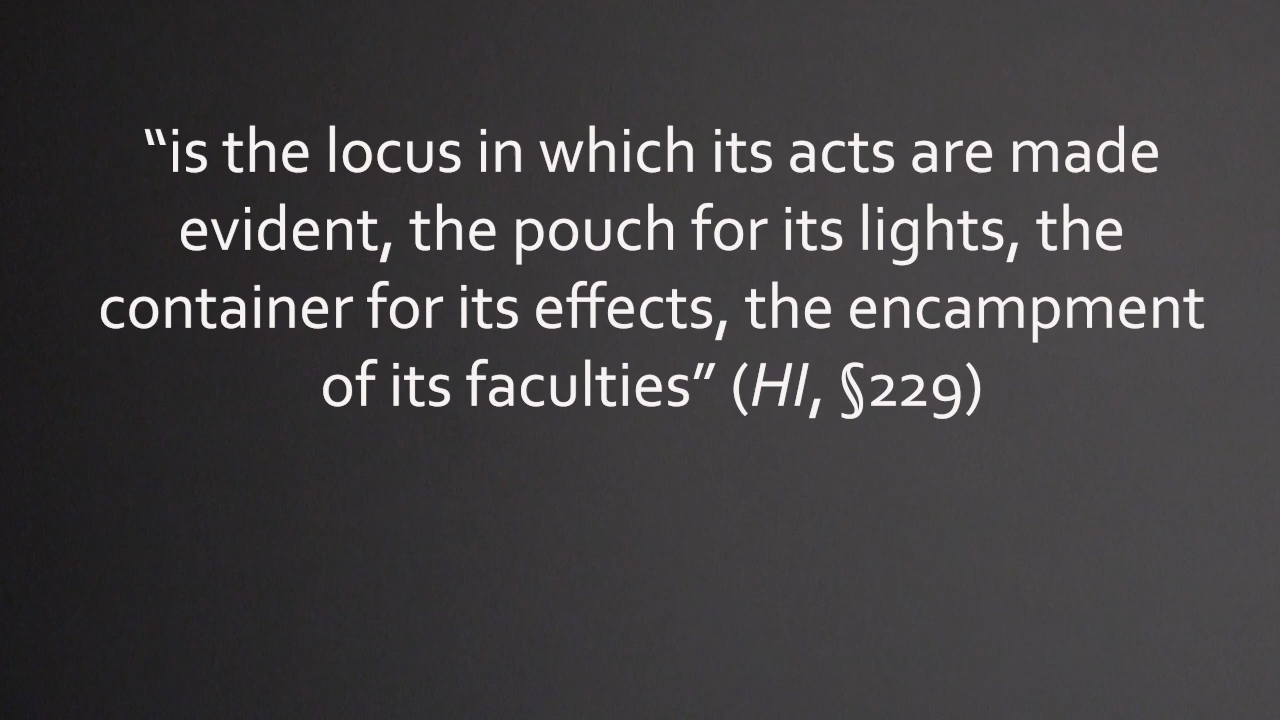 “is the locus in which its acts are made
evident, the pouch for its lights, the
container for its effects, the encampment
of its faculties” (HI, §229)